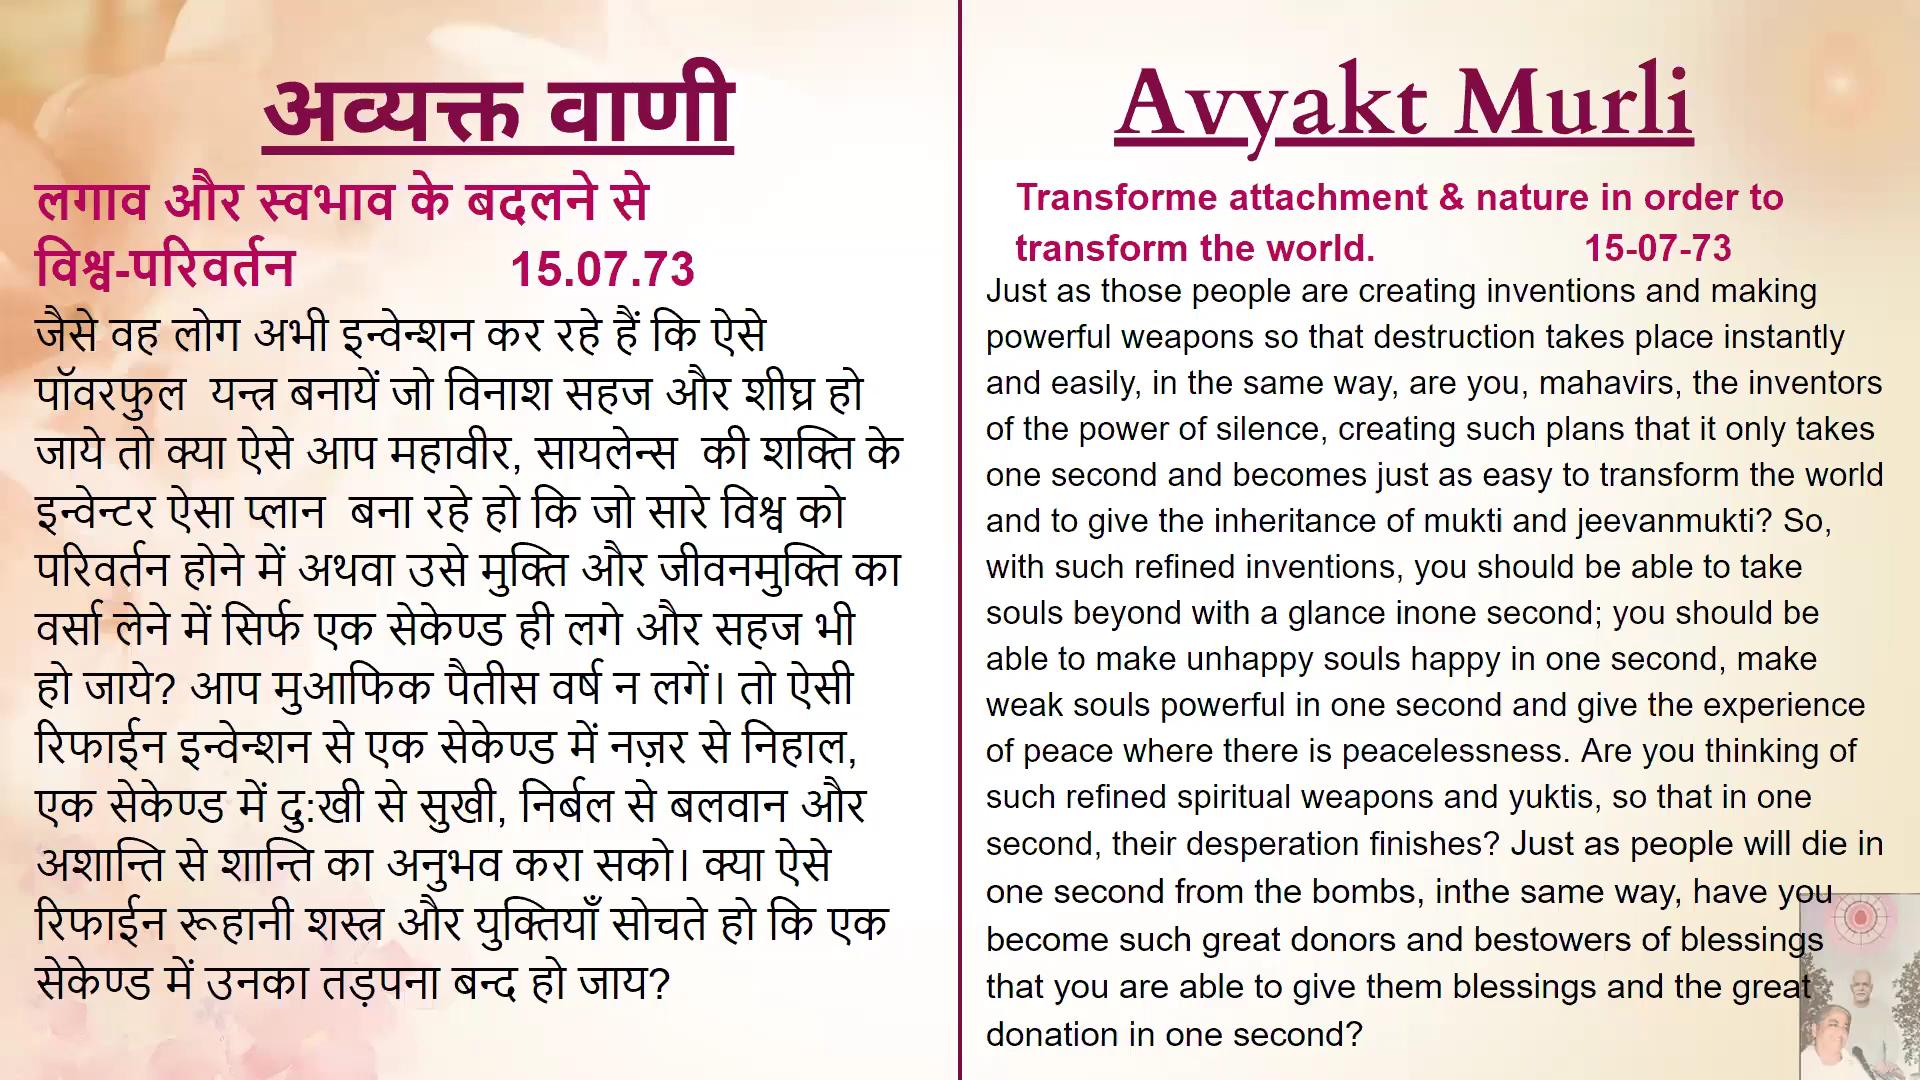 अव्यक्त वाणी
लगाव और स्वभाव के बदलने से
विश्व-परिवर्तन 15.07.73
जैसे वह लोग अभी इन्वेन्शन कर रहे हैं कि ऐसे
पॉवरफुल यन्त्र बनायें जो विनाश सहज और शीघ्र हो
जाये तो क्या ऐसे आप महावीर, सायलेन्स की शक्ति के
इन्वेन्टर ऐसा प्लान बना रहे हो कि जो सारे विश्व को
परिवर्तन होने में अथवा उसे मुक्ति और जीवनमुक्ति का
वर्सा लेने में सिर्फ एक सेकेण्ड ही लगे और सहज भी
हो जाये? आप मुआफिक पैतीस वर्ष न लगें। तो ऐसी
रिफाईन इन्वेन्शन से एक सेकेण्ड में नज़र से निहाल,
एक सेकेण्ड में दु:खी से सुखी, निर्बल से बलवान और
अशान्ति से शान्ति का अनुभव करा सको। क्या ऐसे
रिफाईन रूहानी शस्त्र और युक्तियाँ सोचते हो कि एक
सेकेण्ड में उनका तड़पना बन्द हो जाय?
Avyakt Murli
Transforme attachment & nature in order to
transform the world. 15-07-73
Just as those people are creating inventions and making
powerful weapons so that destruction takes place instantly
and easily, in the same way, are you, mahavirs, the inventors
of the power of silence, creating such plans that it only takes
one second and becomes just as easy to transform the world
and to give the inheritance of mukti and jeevanmukti? So,
with such refined inventions, you should be able to take
souls beyond with a glance inone second; you should be
able to make unhappy souls happy in one second, make
weak souls powerful in one second and give the experience
of peace where there is peacelessness. Are you thinking of
such refined spiritual weapons and yuktis, so that in one
second, their desperation finishes? Just as people will die in
one second from the bombs, inthe same way, have you
become such great donors and bestowers of blessings
that you are able to give them blessings and the great
donation in one second?